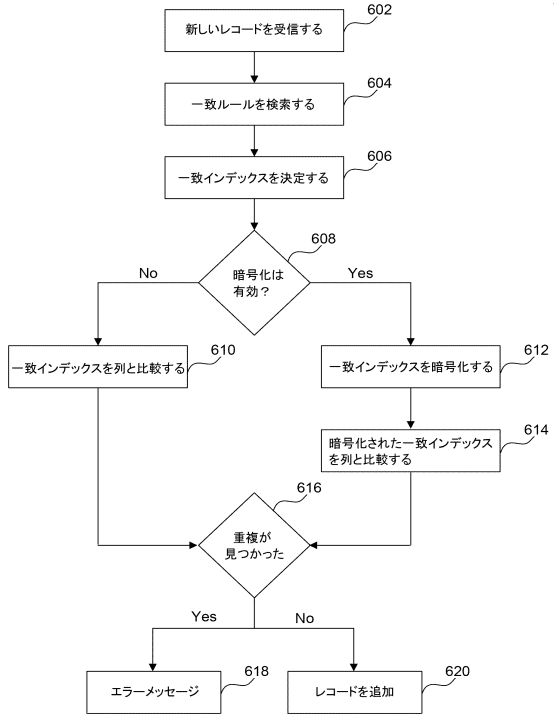 新しいレコードを受信する
602
一致ルールを検索する
604
一致インデックスを決定する
606
暗号化は
有効？
608
No
Yes
一致インデックスを列と比較する
610
一致インデックスを暗号化する
612
暗号化された一致インデックス
を列と比較する
614
重複が
見つかった
616
Yes
No
エラーメッセージ
618
レコードを追加
620